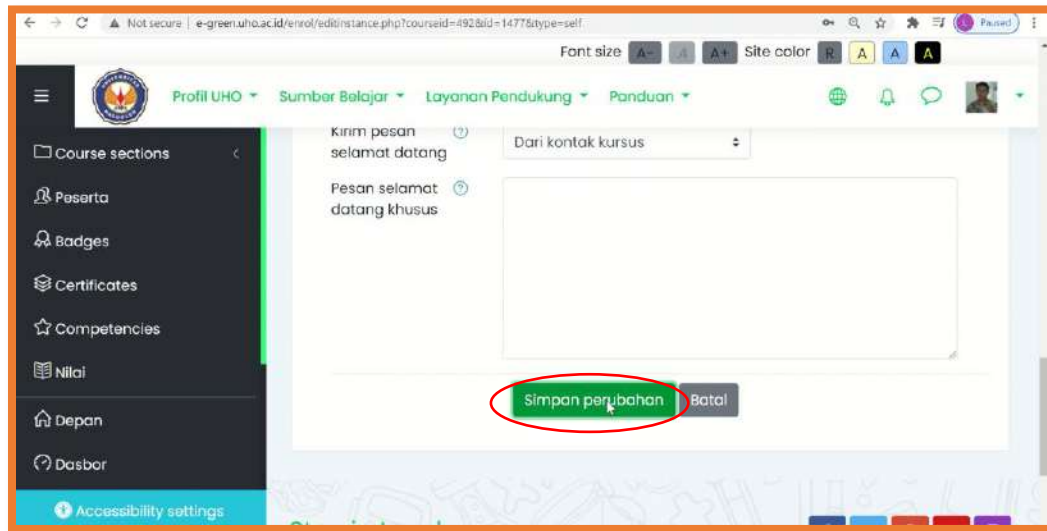 Not secure | e-green.uho.ac.id/enrol/editinstance.php?courseid=492&id=1477&type=self
Paused
Font size A- A A+ Site color R A A A
Profil UHO Sumber Belajar Layanan Pendukung Panduan
Kirim pesan selamat datang
Dari kontak kursus
Pesan selamat datang khusus
Course sections
Peserta
Badges
Certificates
Competencies
Nilai
Depan
Dasbor
Accessibility settings
Simpan perubahan Batal